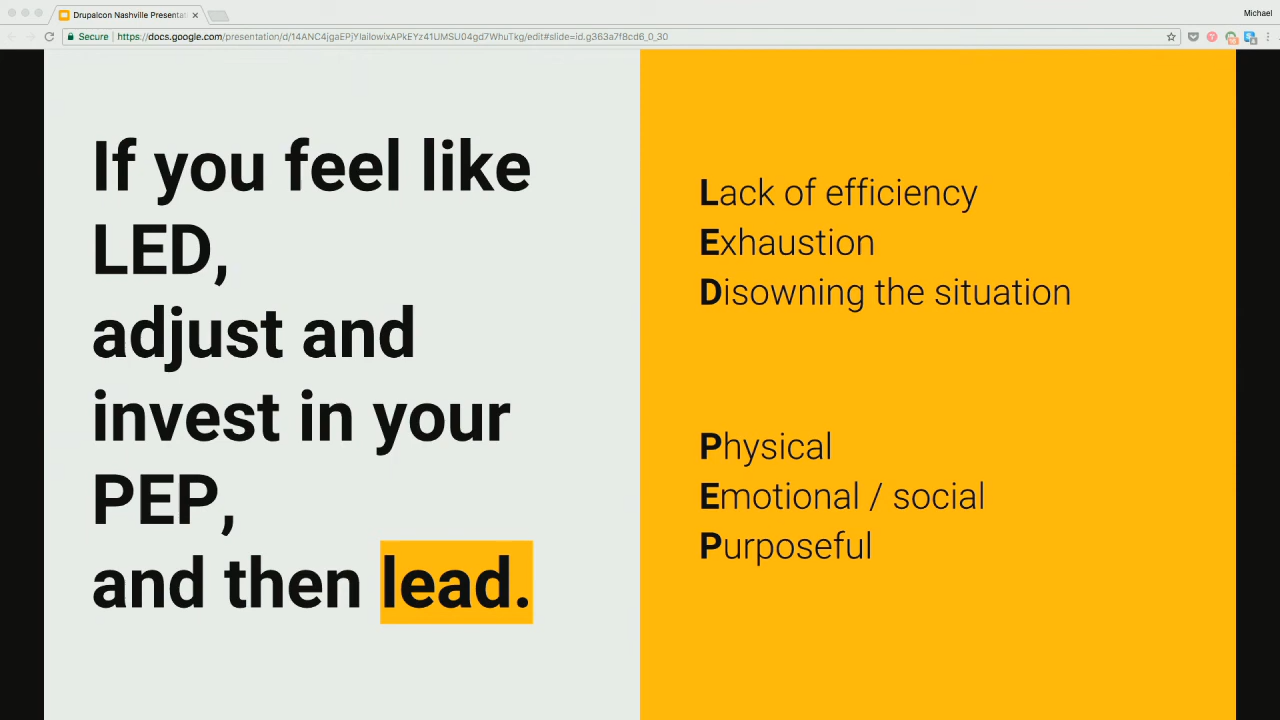 Drupalcon Nashville Presentat
Michael
Secure
https://docs.google.com/presentation/d/14ANC4jgaEPjYlailowixAPkEYz41UMSU04gd7WhuTkg/edit#slide=id.g363a7f8cd6_0_30
If you feel like
LED,
adjust and
invest in your
PEP,
and then lead.
Lack of efficiency
Exhaustion
Disowning the situation
Physical
Emotional / social
Purposeful